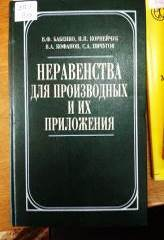 В.Ф. БАБЕНКО, Н.П. КОРНЕЙЧУК
В.А. КОФАНОВ, С.А. ПИЧУГОВ
НЕРАВЕНСТВА
ДЛЯ ПРОИЗВОДНЫХ
И ИХ
ПРИЛОЖЕНИЯ